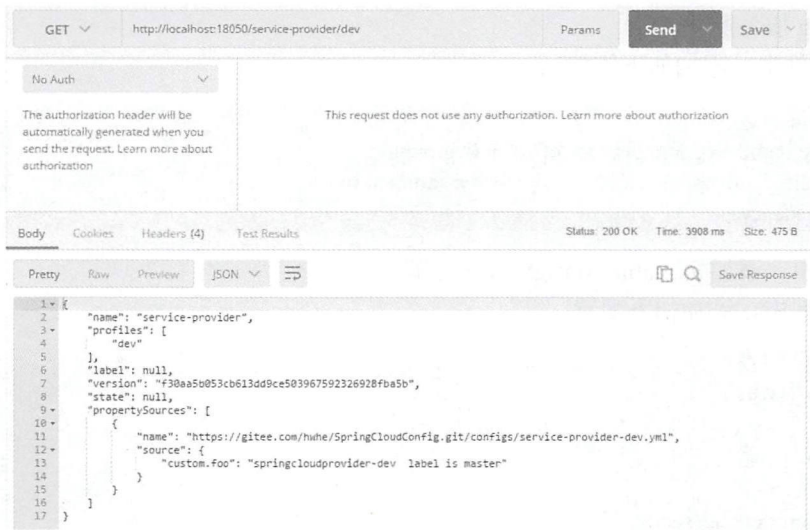 GET http://localhost:18050/service-provider/dev Params Send Save
No Auth
The authorization header will be
automatically generated when you
send the request. Learn more about
authorization
This request does not use any authorization. Learn more about authorization
Body Cookies Headers (4) Test Results Status: 200 OK Time: 3908 ms Size: 475 B
Pretty Raw Preview JSON Save Response
1 {
2 "name": "service-provider",
3 "profiles": [
4 "dev"
5 ],
6 "label": null,
7 "version": "f30aa5b053cb613dd9ce503967592326928fba5b",
8 "state": null,
9 "propertySources": [
10 {
11 "name": "https://gitee.com/hwhe/SpringCloudConfig.git/configs/service-provider-dev.yml",
12 "source": {
13 "custom.foo": "springcloudprovider-dev  label is master"
14 }
15 }
16 ]
17 }